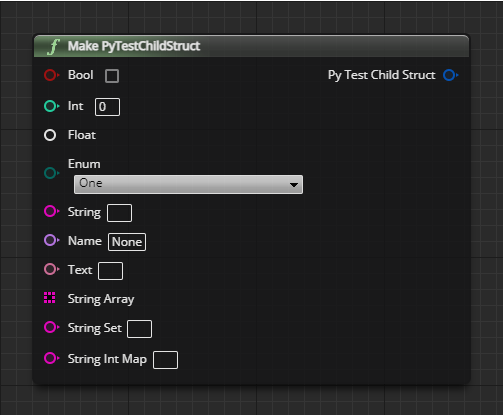 f Make PyTestChildStruct
Bool Py Test Child Struct
Int 0
Float
Enum
One
String
Name None
Text
String Array
String Set
String Int Map